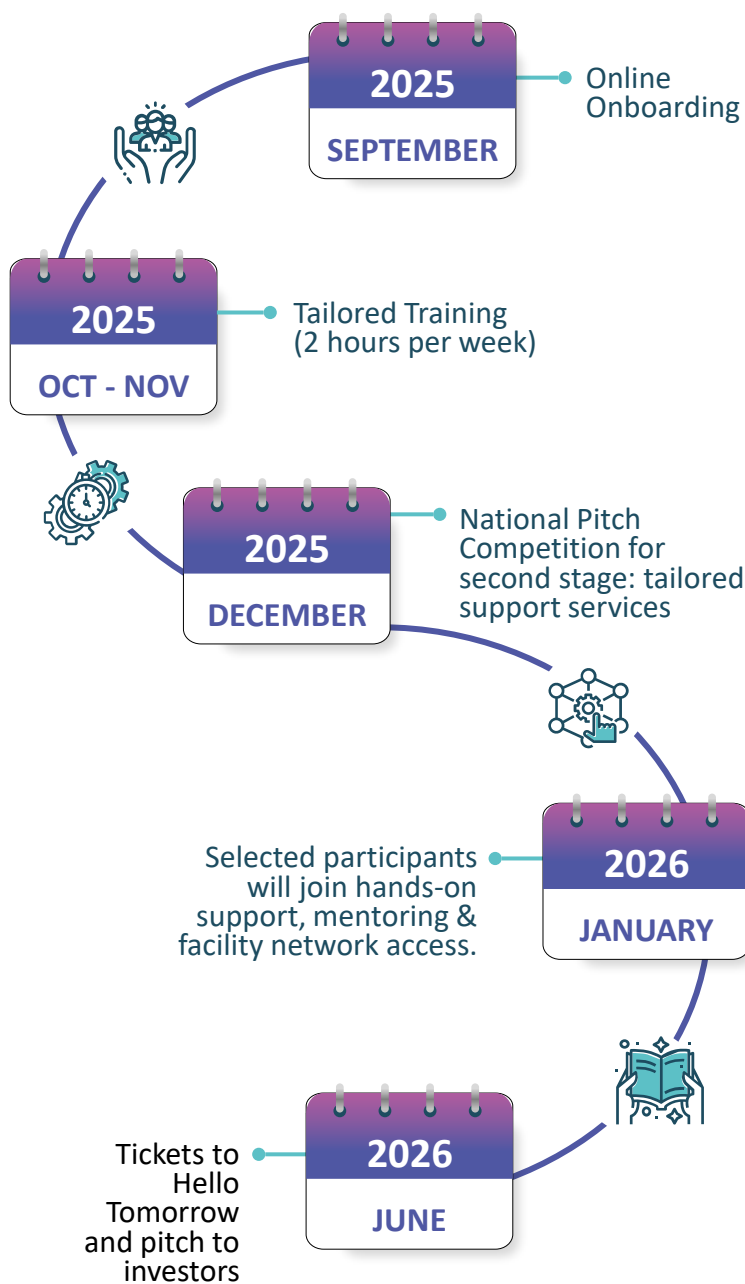 2025
SEPTEMBER
Online
Onboarding
2025
OCT - NOV
Tailored Training
(2 hours per week)
2025
DECEMBER
National Pitch
Competition for
second stage: tailored
support services
2026
JANUARY
Selected participants
will join hands-on
support, mentoring &
facility network access.
2026
JUNE
Tickets to
Hello
Tomorrow
and pitch to
investors